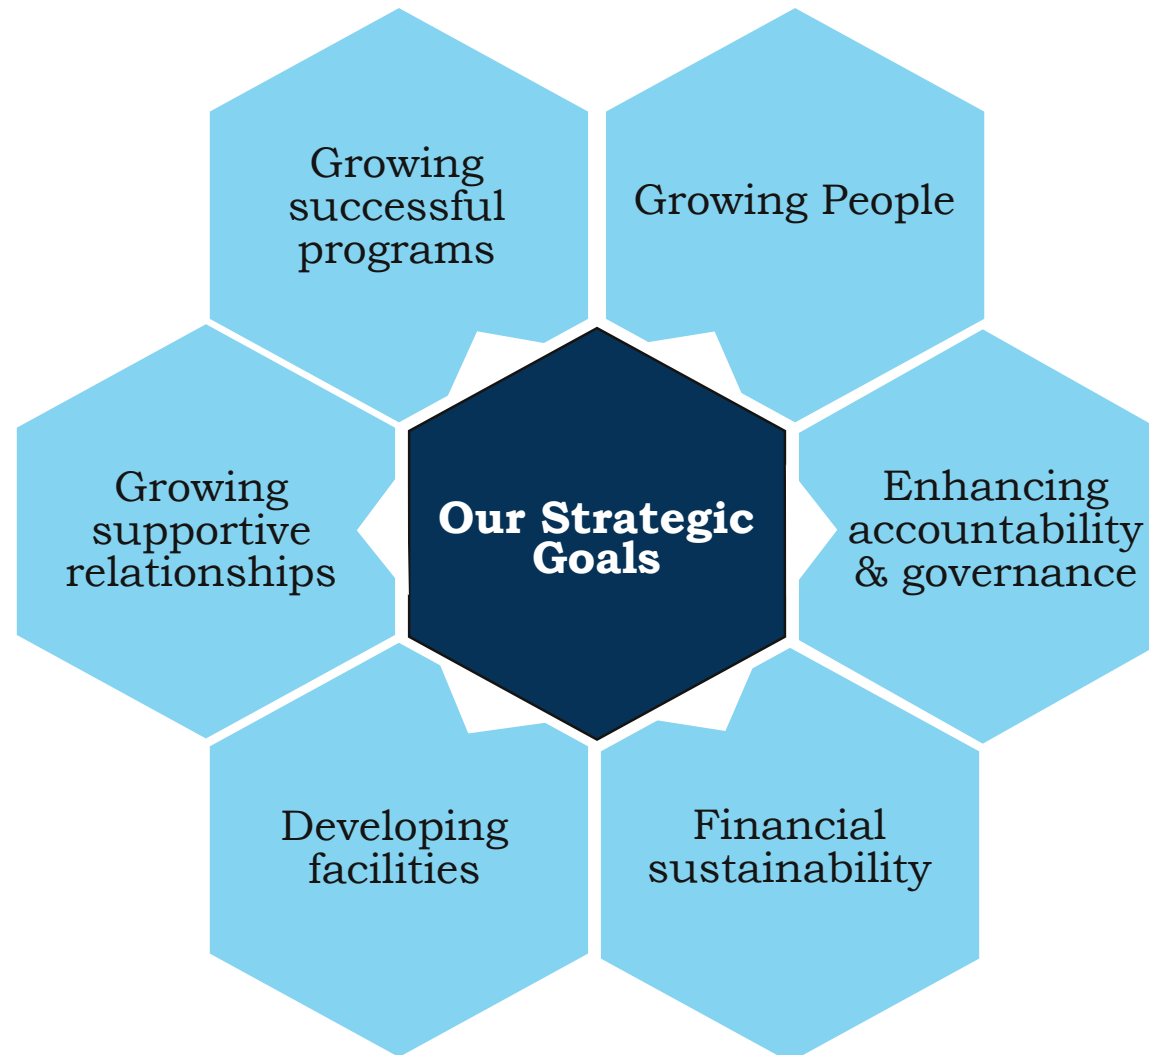 Growing
successful
programs
Growing People
Growing
supportive
relationships
Our Strategic
Goals
Enhancing
accountability
& governance
Developing
facilities
Financial
sustainability